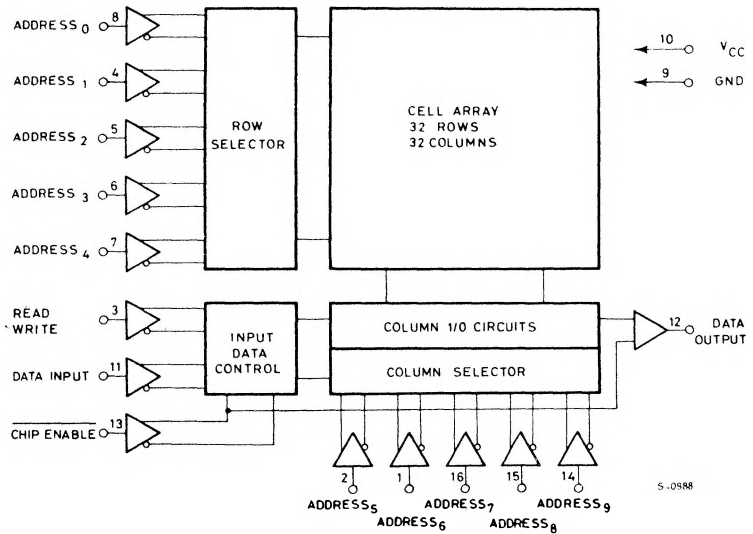 ADDRESS 0 8
ADDRESS 1 4
ADDRESS 2 5
ADDRESS 3 6
ADDRESS 4 7
ROW
SELECTOR
CELL ARRAY
32 ROWS
32 COLUMNS
10 VCC
9 GND
READ
WRITE
3
DATA INPUT 11
CHIP ENABLE 13
INPUT
DATA
CONTROL
COLUMN I/O CIRCUITS
COLUMN SELECTOR
12 DATA
OUTPUT
2 1 16 15 14
ADDRESS5 ADDRESS7 ADDRESS9
ADDRESS6 ADDRESS8
S-0988